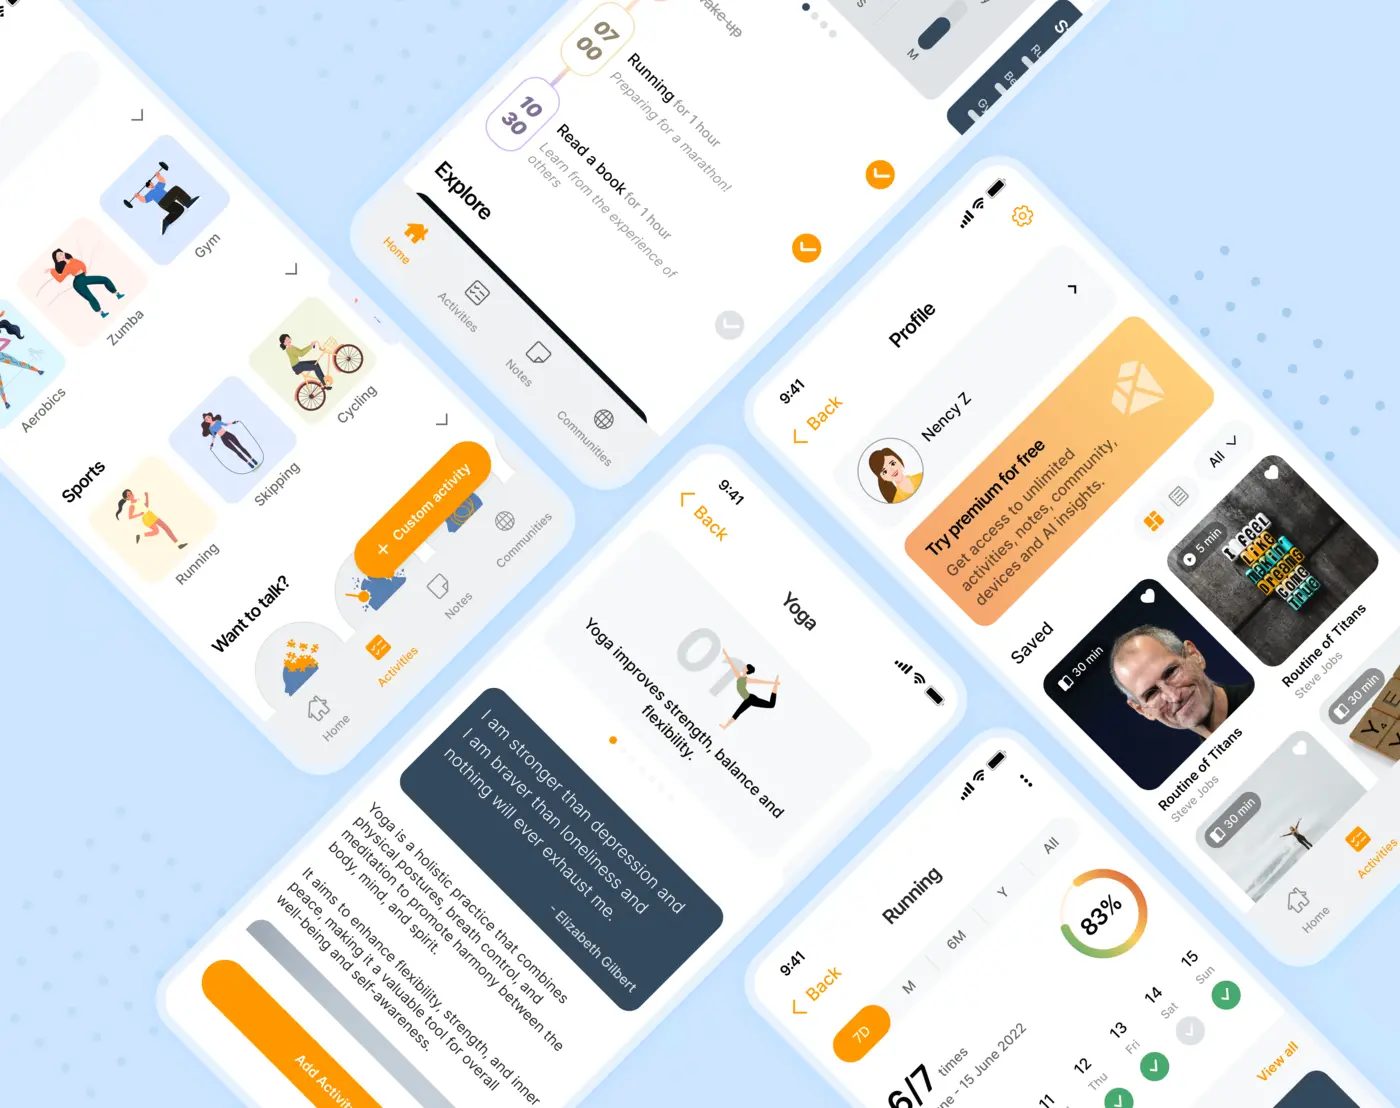 Gym
Zumba
Aerobics
Cycling
Skipping
Running
Sports
Want to talk?
+ Custom activity
Home
Activities
Notes
Communities
07
00
10
30
Running for 1 hour
Preparing for a marathon!
Read a book for 1 hour
Learn from the experience of
others
Explore
Home
Activities
Notes
Communities
M
9:41
Back
Profile
Nency Z
Try premium for free
Get access to unlimited
activities, notes, community,
devices and AI insights.
All
Saved
30 min
Routine of Titans
Steve Jobs
5 min
I FEEL
LIKE
MAKIN'
DREAMS
COME
TRUE
Routine of Titans
Steve Jobs
30 min
30 min
Home
Activities
9:41
Back
Yoga
01
Yoga improves strength, balance and
flexibility.
I am stronger than depression and
I am braver than loneliness and
nothing will ever exhaust me.
- Elizabeth Gilbert
Yoga is a holistic practice that combines
physical postures, breath control, and
meditation to promote harmony between the
body, mind, and spirit.
It aims to enhance flexibility, strength, and inner
peace, making it a valuable tool for overall
well-being and self-awareness.
9:41
Back
Running
7D
M
6M
Y
All
83%
6/7 times
- 15 June 2022
11
12
Thu
13
Fri
14
Sat
15
Sun
View all